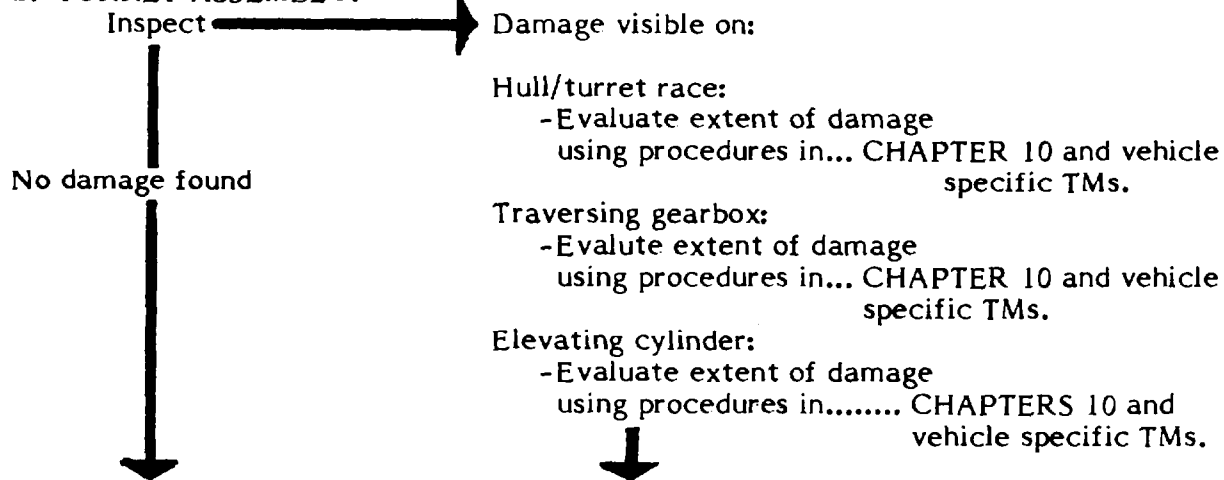 Inspect
Damage visible on:
Hull/turret race:
-Evaluate extent of damage
using procedures in... CHAPTER 10 and vehicle
specific TMs.
No damage found
Traversing gearbox:
-Evalute extent of damage
using procedures in... CHAPTER 10 and vehicle
specific TMs.
Elevating cylinder:
-Evaluate extent of damage
using procedures in........ CHAPTERS 10 and
vehicle specific TMs.